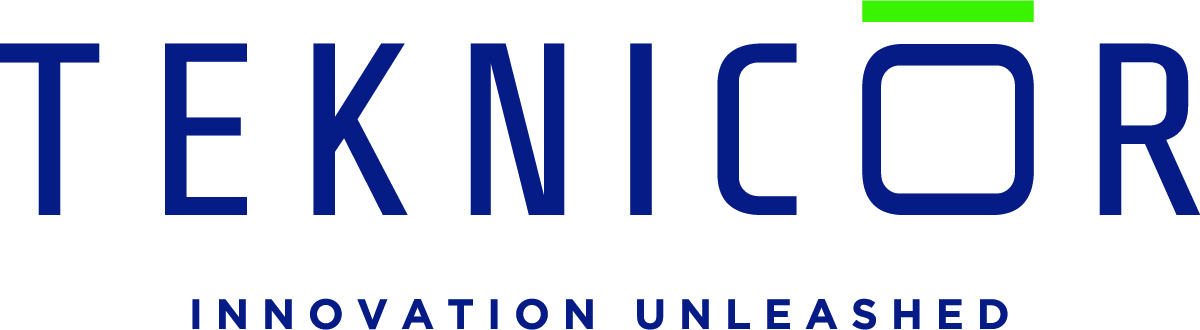 TEKNICŌR
INNOVATION UNLEASHED